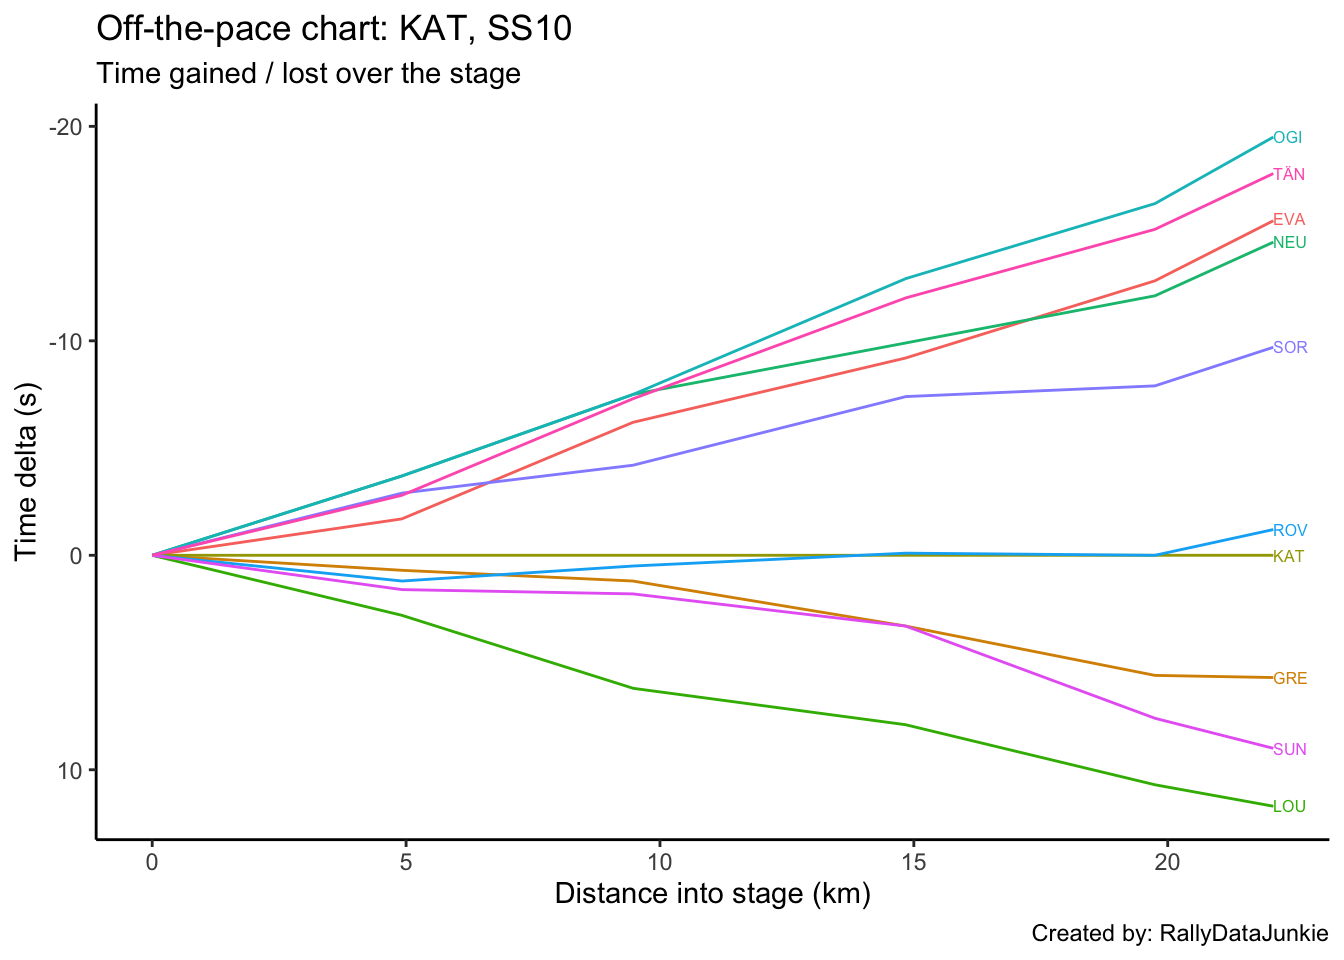 Off-the-pace chart: KAT, SS10
Time gained / lost over the stage
Time delta (s)
-20
-10
0
10
OGI
TÄN
EVA
NEU
SOR
ROV
KAT
GRE
SUN
LOU
0 5 10 15 20
Distance into stage (km)
Created by: RallyDataJunkie